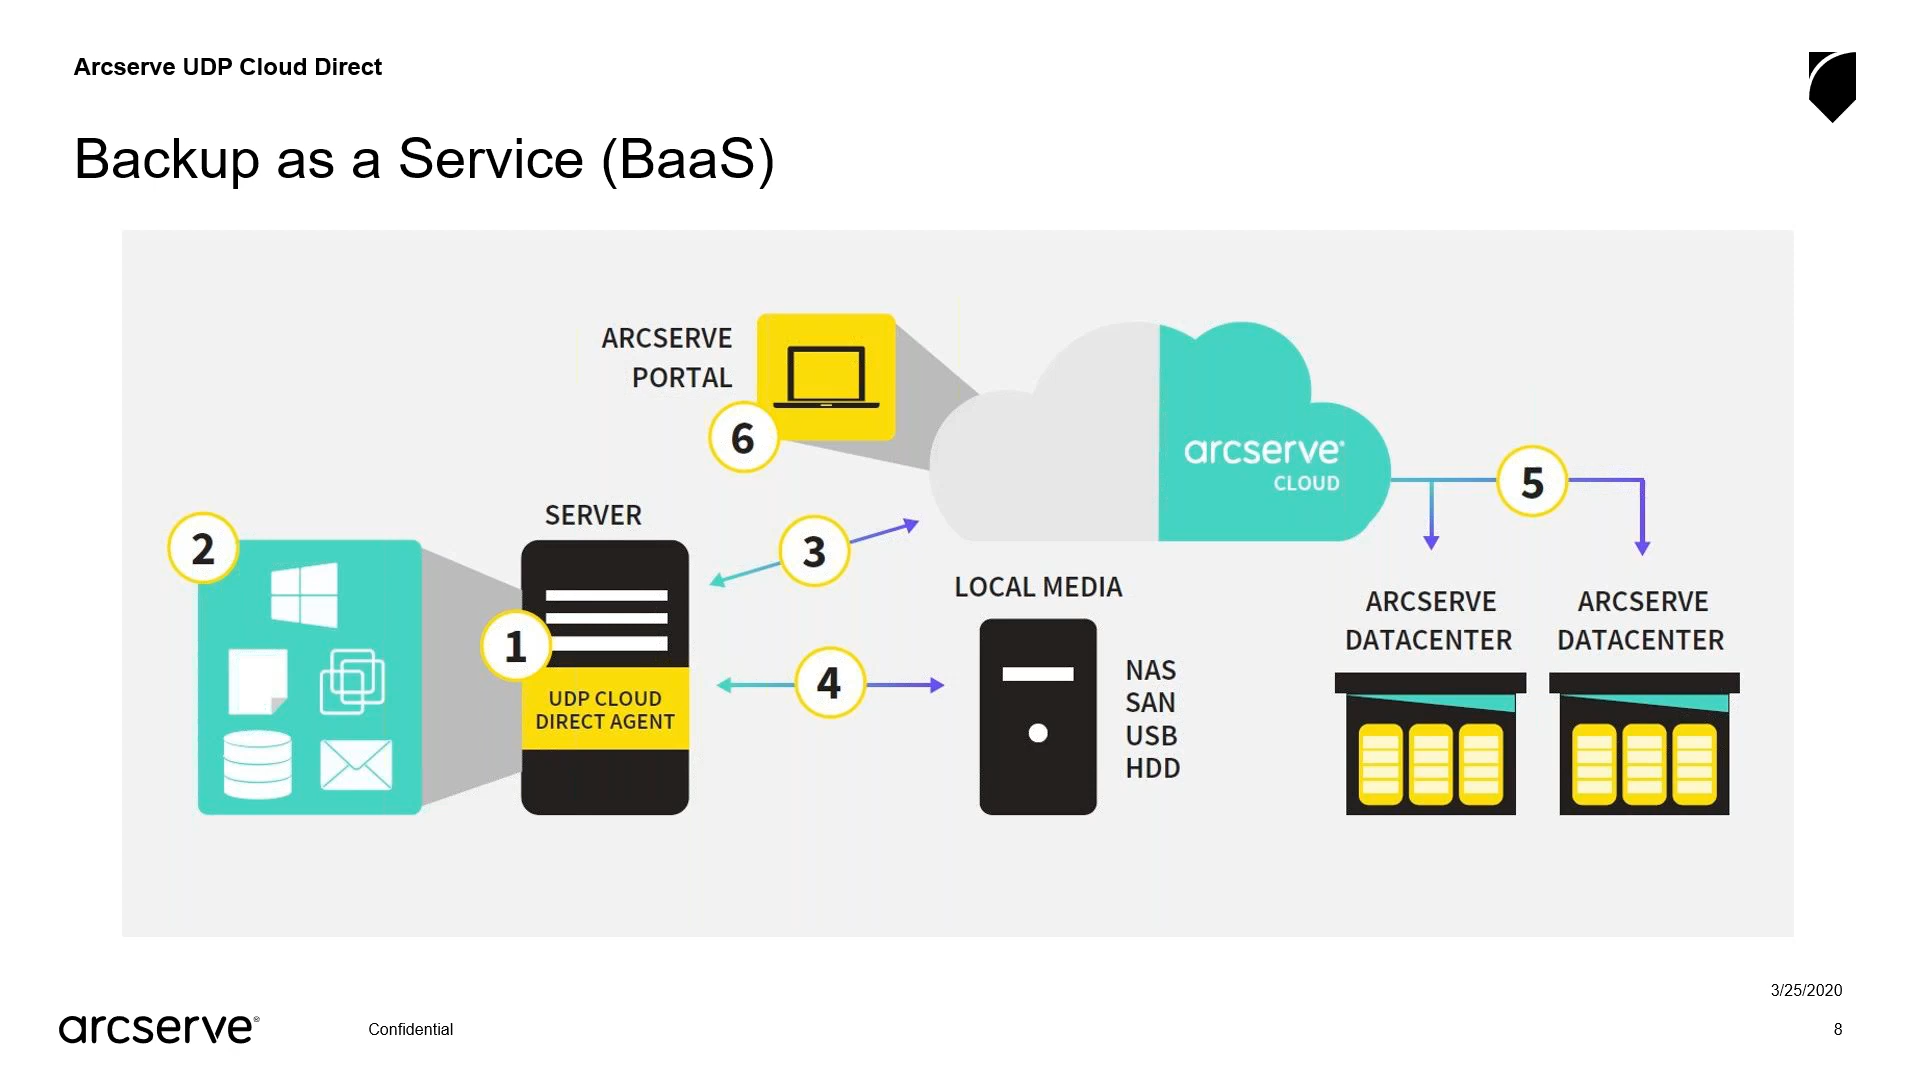 Arcserve UDP Cloud Direct
Backup as a Service (BaaS)
ARCSERVE
PORTAL
6
arcserve®
CLOUD
5
2
SERVER
3
1
UDP CLOUD
DIRECT AGENT
4
LOCAL MEDIA
NAS
SAN
USB
HDD
ARCSERVE
DATACENTER
ARCSERVE
DATACENTER
3/25/2020
arcserve®
Confidential
8